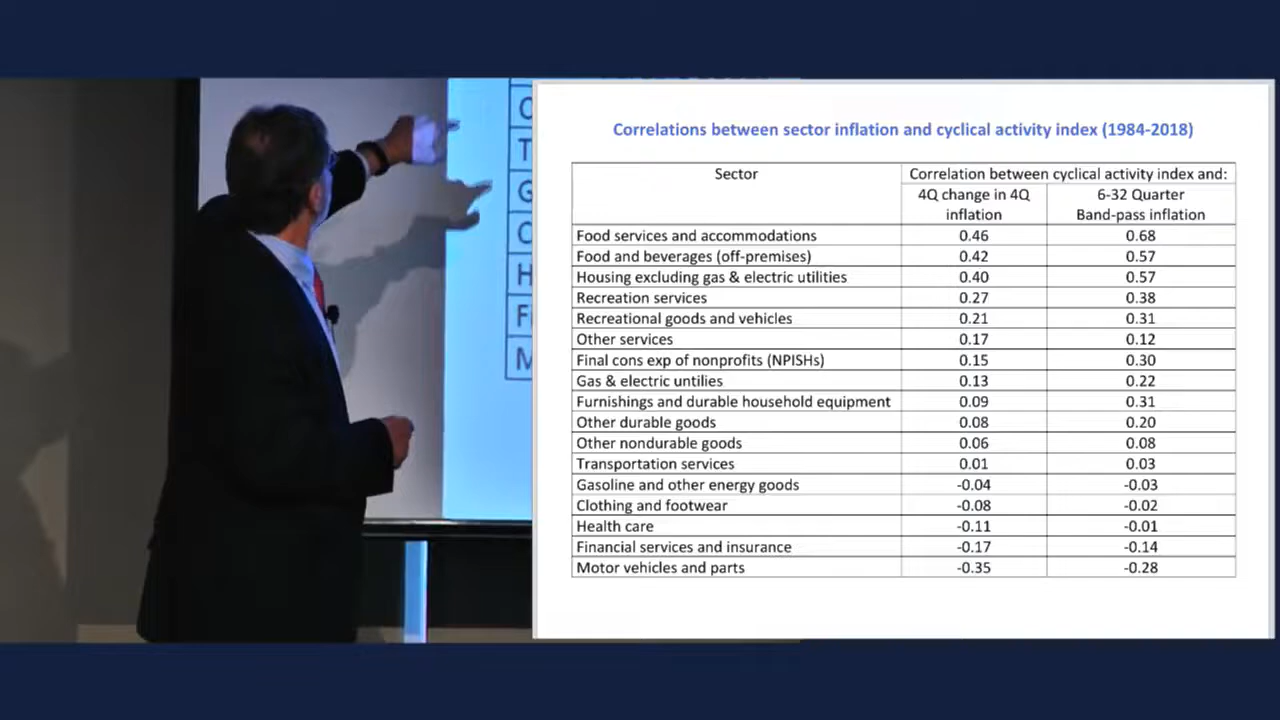 Correlations between sector inflation and cyclical activity index (1984-2018)
Sector Correlation between cyclical activity index and:
4Q change in 4Q inflation 6-32 Quarter Band-pass inflation
Food services and accommodations 0.46 0.68
Food and beverages (off-premises) 0.42 0.57
Housing excluding gas & electric utilities 0.40 0.57
Recreation services 0.27 0.38
Recreational goods and vehicles 0.21 0.31
Other services 0.17 0.12
Final cons exp of nonprofits (NPISHs) 0.15 0.30
Gas & electric untilies 0.13 0.22
Furnishings and durable household equipment 0.09 0.31
Other durable goods 0.08 0.20
Other nondurable goods 0.06 0.08
Transportation services 0.01 0.03
Gasoline and other energy goods -0.04 -0.03
Clothing and footwear -0.08 -0.02
Health care -0.11 -0.01
Financial services and insurance -0.17 -0.14
Motor vehicles and parts -0.35 -0.28